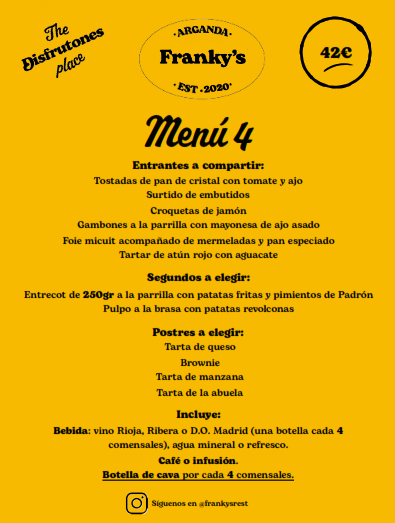 The
Disfrutones
place
·ARGANDA·
Franky's
·EST·2020·
42€
Menú 4
Entrantes a compartir:
Tostadas de pan de cristal con tomate y ajo
Surtido de embutidos
Croquetas de jamón
Gambones a la parrilla con mayonesa de ajo asado
Foie micuit acompañado de mermeladas y pan especiado
Tartar de atún rojo con aguacate
Segundos a elegir:
Entrecot de 250gr a la parrilla con patatas fritas y pimientos de Padrón
Pulpo a la brasa con patatas revolconas
Postres a elegir:
Tarta de queso
Brownie
Tarta de manzana
Tarta de la abuela
Incluye:
Bebida: vino Rioja, Ribera o D.O. Madrid (una botella cada 4
comensales), agua mineral o refresco.
Café o infusión.
Botella de cava por cada 4 comensales.
Síguenos en @frankysrest